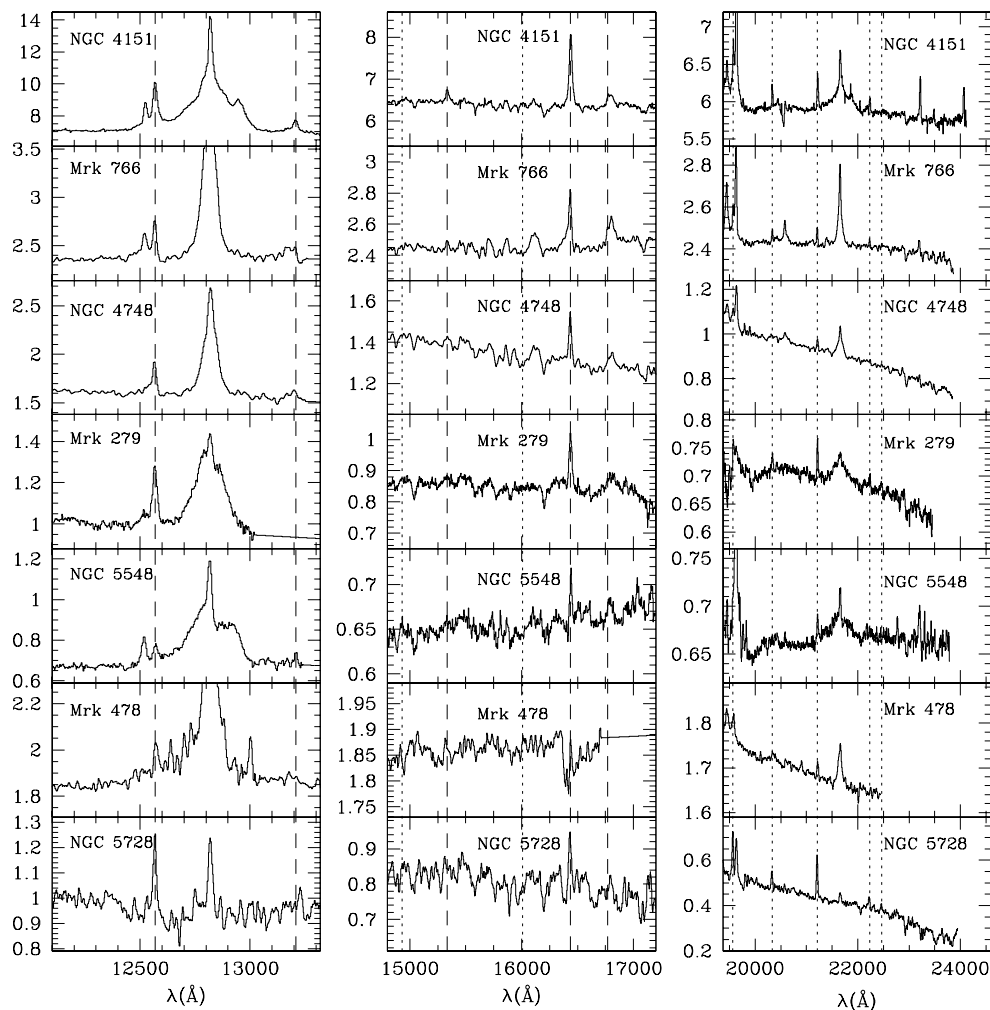 NGC 4151
14
12
10
8
NGC 4151
8
7
6
NGC 4151
7
6.5
6
5.5
Mrk 766
3.5
3
2.5
Mrk 766
3
2.8
2.6
2.4
Mrk 766
2.8
2.6
2.4
NGC 4748
2.5
2
1.5
NGC 4748
1.6
1.4
1.2
NGC 4748
1.2
1
0.8
Mrk 279
1.4
1.2
1
Mrk 279
1
0.9
0.8
0.7
Mrk 279
0.8
0.75
0.7
0.65
0.6
NGC 5548
1.2
1
0.8
0.6
NGC 5548
0.7
0.65
0.6
NGC 5548
0.75
0.7
0.65
Mrk 478
2.2
2
1.8
Mrk 478
1.95
1.9
1.85
1.8
1.75
Mrk 478
1.8
1.7
1.6
NGC 5728
1.3
1.2
1.1
1
0.9
0.8
NGC 5728
0.9
0.8
0.7
NGC 5728
0.6
0.4
0.2
12500 13000
15000 16000 17000
20000 22000 24000
λ(Å)
λ(Å)
λ(Å)